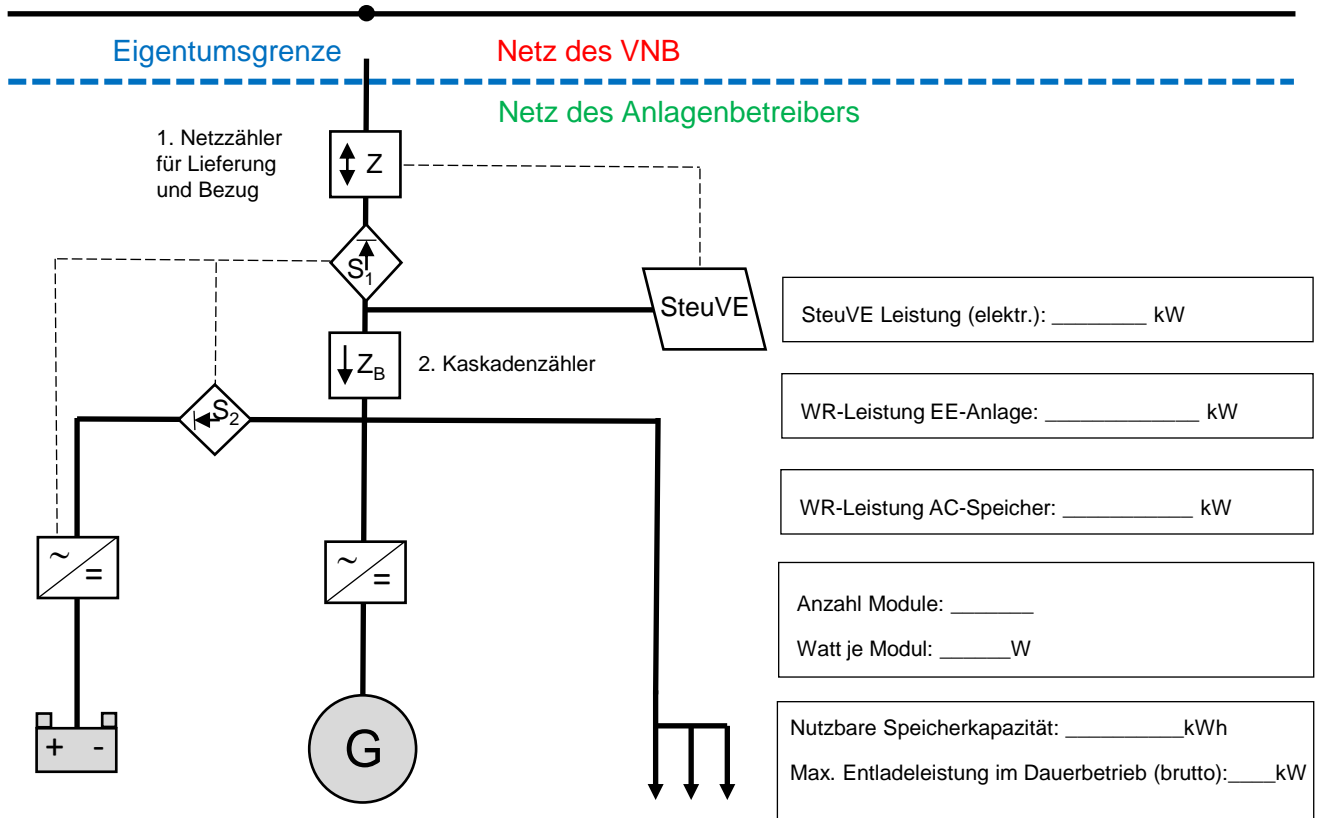 Eigentumsgrenze
Netz des VNB
Netz des Anlagenbetreibers
1. Netzzähler
für Lieferung
und Bezug
Z
S1
SteuVE
ZB
2. Kaskadenzähler
S2
~
=
~
=
+ -
G
SteuVE Leistung (elektr.): ________ kW
WR-Leistung EE-Anlage: _____________ kW
WR-Leistung AC-Speicher: ___________ kW
Anzahl Module: _______
Watt je Modul: ______W
Nutzbare Speicherkapazität: __________kWh
Max. Entladeleistung im Dauerbetrieb (brutto):____kW